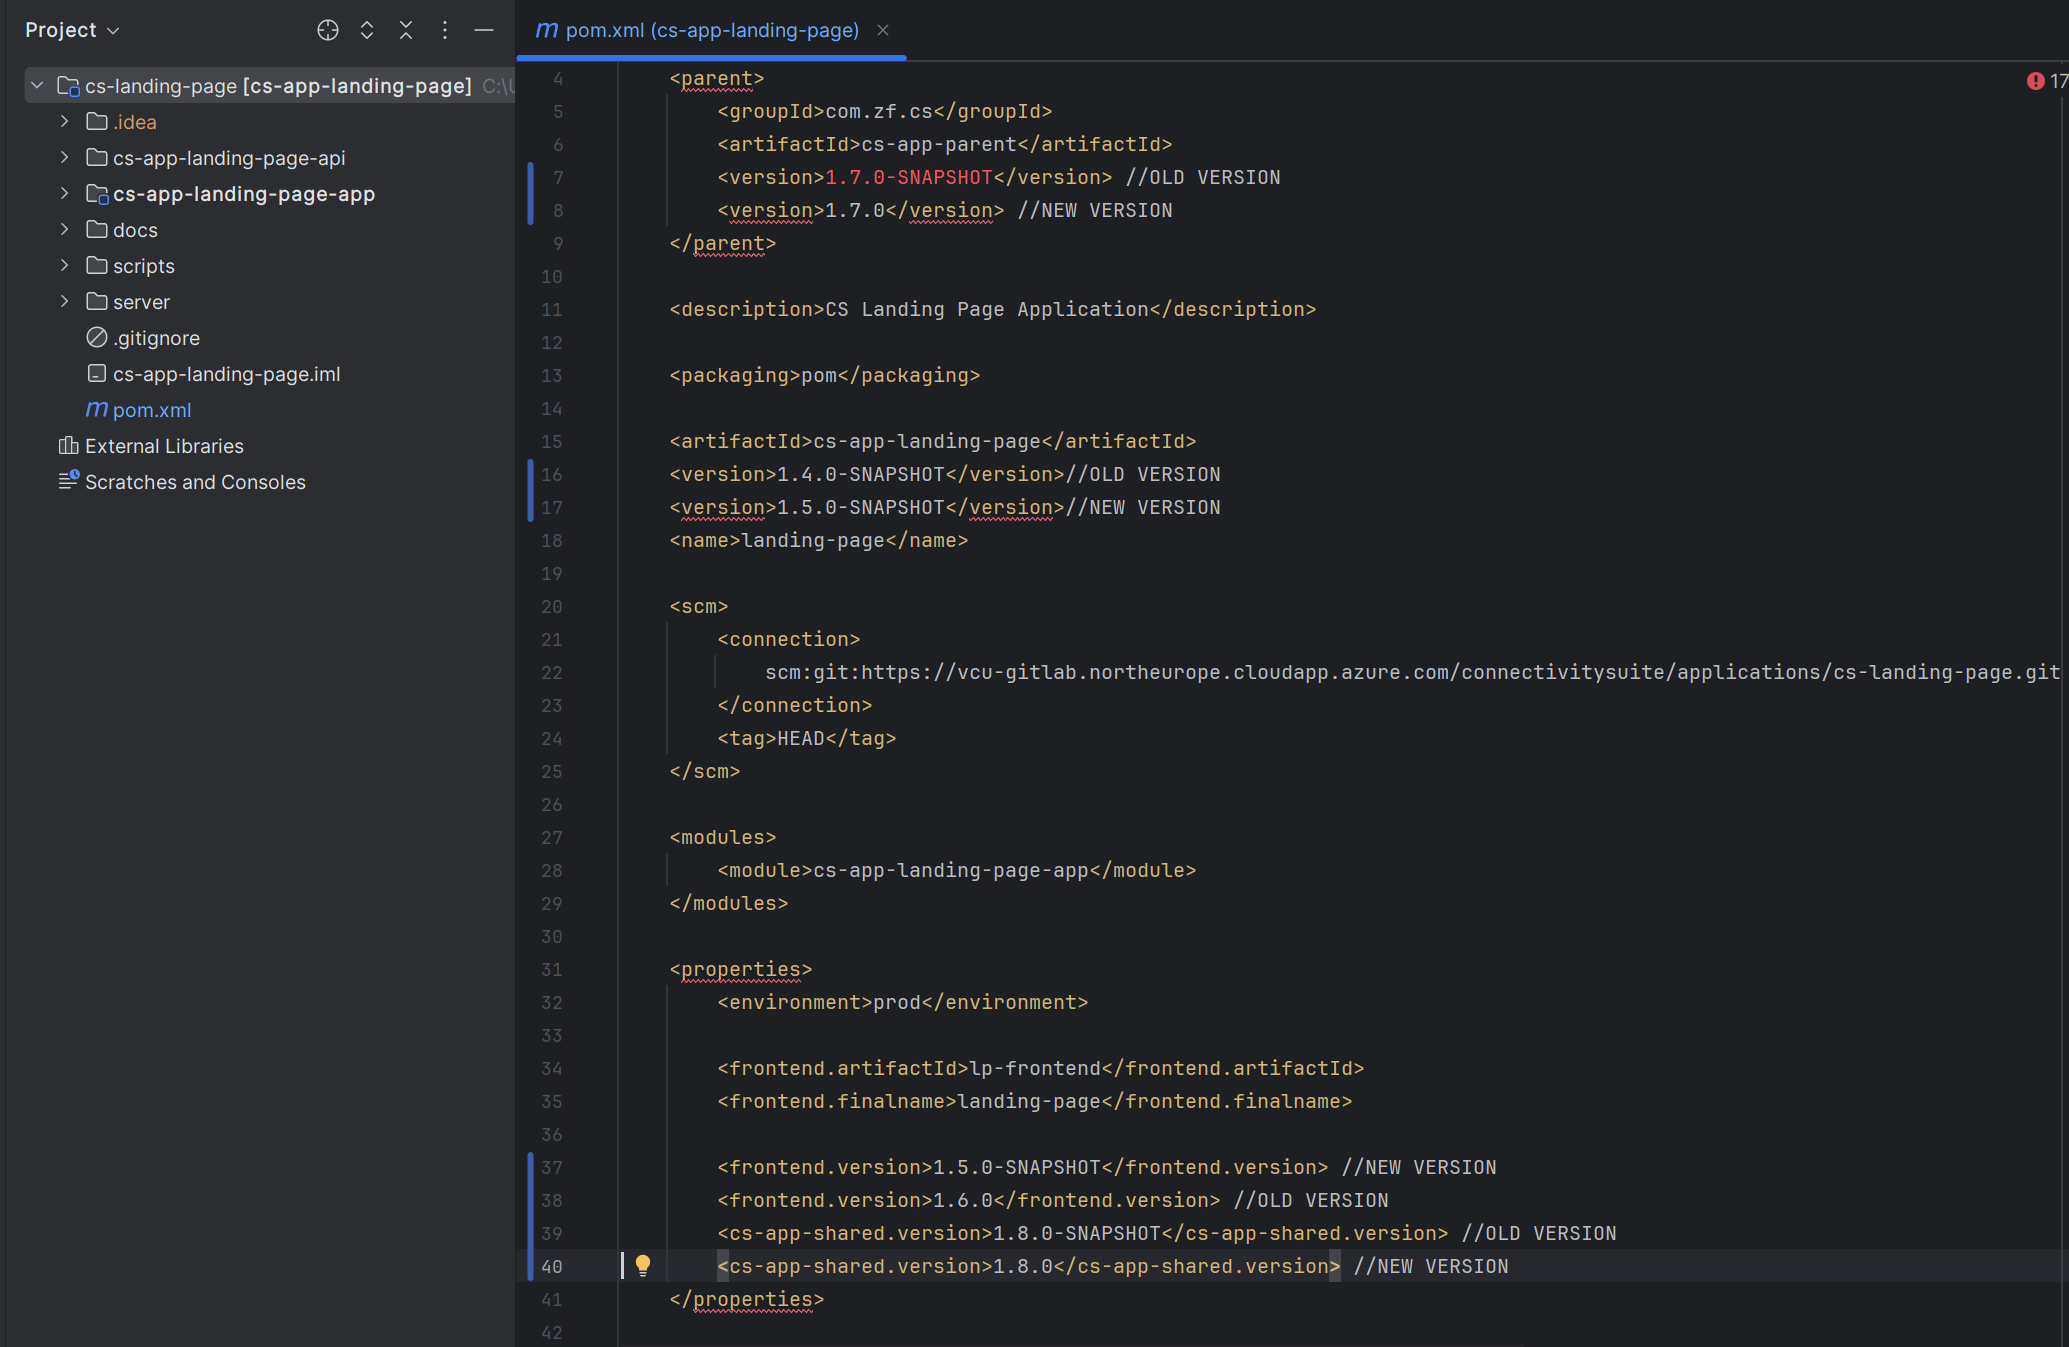 Project
cs-landing-page [cs-app-landing-page] C:\
.idea
cs-app-landing-page-api
cs-app-landing-page-app
docs
scripts
server
.gitignore
cs-app-landing-page.iml
m pom.xml
External Libraries
Scratches and Consoles
m pom.xml (cs-app-landing-page)
17
4 <parent>
5 <groupId>com.zf.cs</groupId>
6 <artifactId>cs-app-parent</artifactId>
7 <version>1.7.0-SNAPSHOT</version> //OLD VERSION
8 <version>1.7.0</version> //NEW VERSION
9 </parent>
10
11 <description>CS Landing Page Application</description>
12
13 <packaging>pom</packaging>
14
15 <artifactId>cs-app-landing-page</artifactId>
16 <version>1.4.0-SNAPSHOT</version>//OLD VERSION
17 <version>1.5.0-SNAPSHOT</version>//NEW VERSION
18 <name>landing-page</name>
19
20 <scm>
21 <connection>
22 scm:git:https://vcu-gitlab.northeurope.cloudapp.azure.com/connectivitysuite/applications/cs-landing-page.git
23 </connection>
24 <tag>HEAD</tag>
25 </scm>
26
27 <modules>
28 <module>cs-app-landing-page-app</module>
29 </modules>
30
31 <properties>
32 <environment>prod</environment>
33
34 <frontend.artifactId>lp-frontend</frontend.artifactId>
35 <frontend.finalname>landing-page</frontend.finalname>
36
37 <frontend.version>1.5.0-SNAPSHOT</frontend.version> //NEW VERSION
38 <frontend.version>1.6.0</frontend.version> //OLD VERSION
39 <cs-app-shared.version>1.8.0-SNAPSHOT</cs-app-shared.version> //OLD VERSION
40 <cs-app-shared.version>1.8.0</cs-app-shared.version> //NEW VERSION
41 </properties>
42